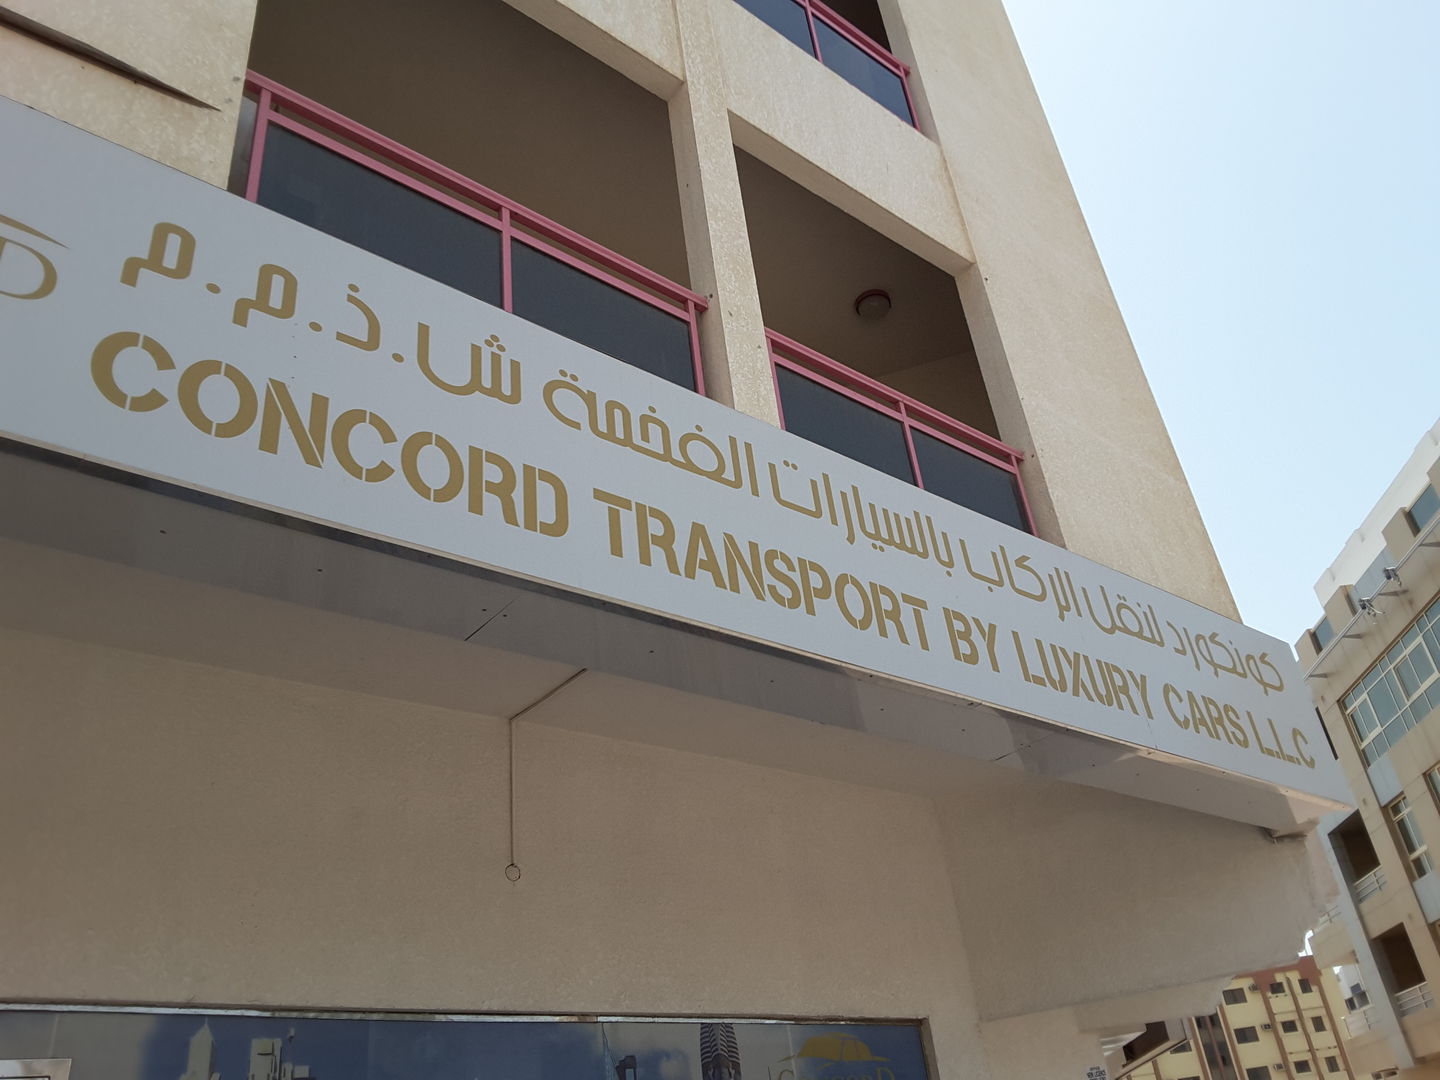 كونكورد لنقل الركاب بالسيارات الفخمة ش.ذ.م.م
CONCORD TRANSPORT BY LUXURY CARS L.L.C